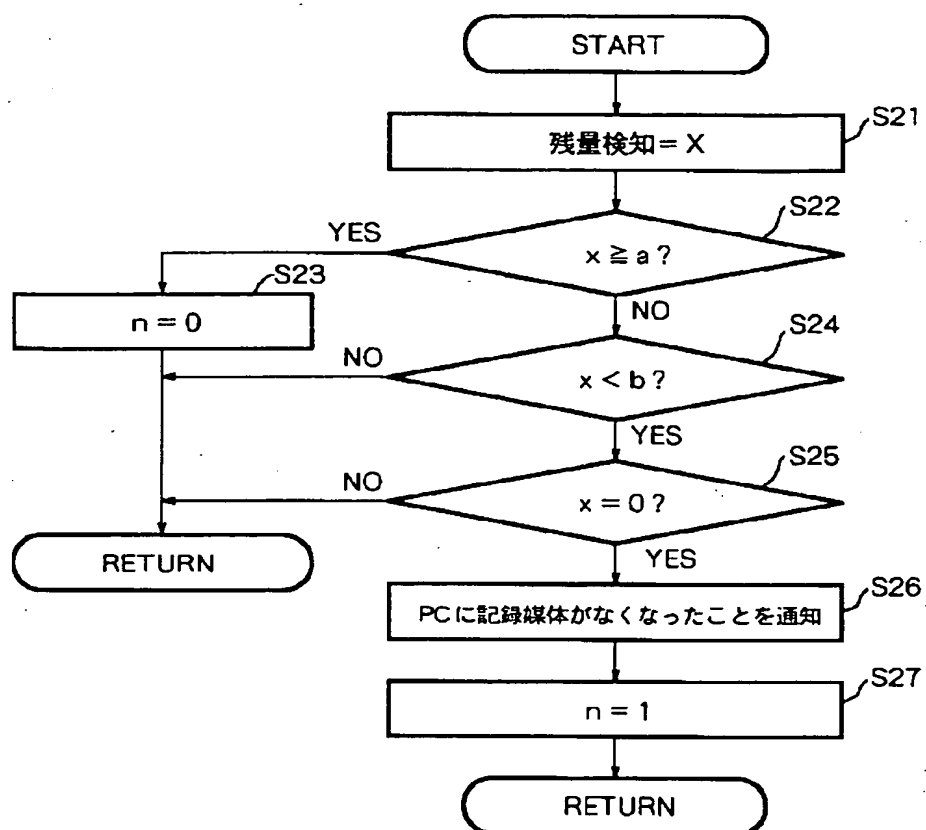 START
S21
残量検知=X
S22
YES
x≧a?
S23
n=0
NO
S24
NO
x<b?
YES
S25
NO
x=0?
YES
RETURN
S26
PCに記録媒体がなくなったことを通知
S27
n=1
RETURN